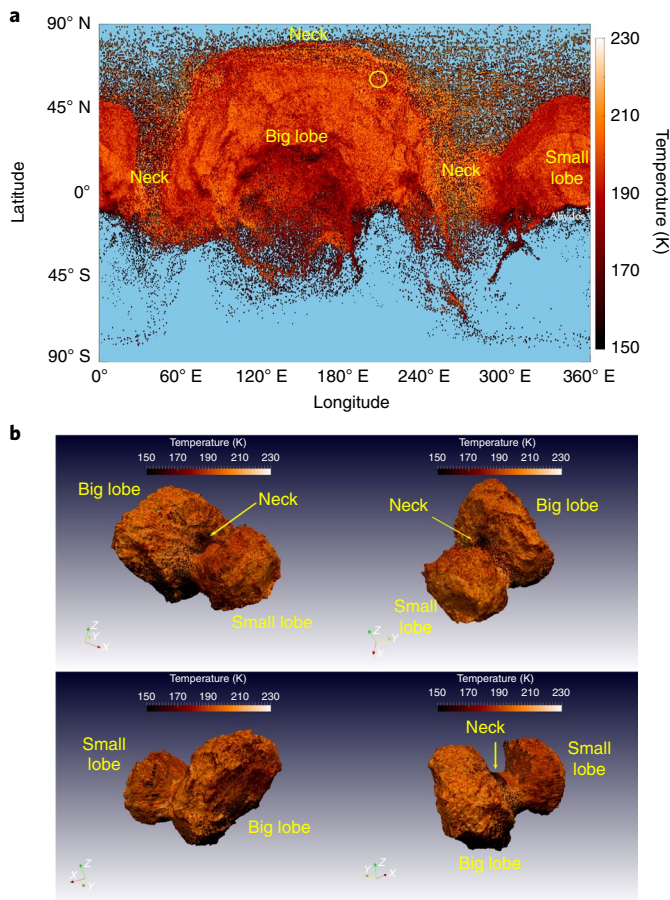 a
90° N
45° N
0°
45° S
90° S
Latitude
0°
60° E
120° E
180° E
240° E
300° E
360° E
Longitude
Neck
Big lobe
Neck
Neck
Small
lobe
230
210
190
170
150
Temperature (K)
b
Temperature (K)
150 170 190 210 230
Big lobe
Neck
Small lobe
Z
Y
X
Temperature (K)
150 170 190 210 230
Neck
Big lobe
Small
lobe
Z
Y
X
Temperature (K)
150 170 190 210 230
Small
lobe
Big lobe
Z
X
Y
Temperature (K)
150 170 190 210 230
Neck
Small
lobe
Big lobe
Z
X
Y